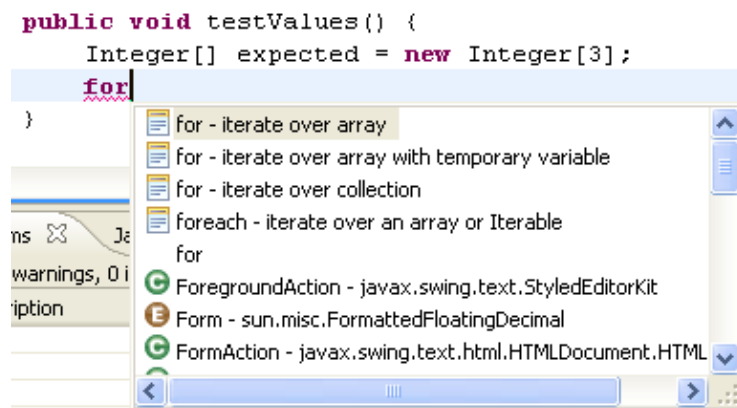 public void testValues() {
Integer[] expected = new Integer[3];
for
}
for - iterate over array
for - iterate over array with temporary variable
for - iterate over collection
foreach - iterate over an array or Iterable
for
ForegroundAction - javax.swing.text.StyledEditorKit
Form - sun.misc.FormattedFloatingDecimal
FormAction - javax.swing.text.html.HTMLDocument.HTML
ms
Ja
warnings, 0 i
iption